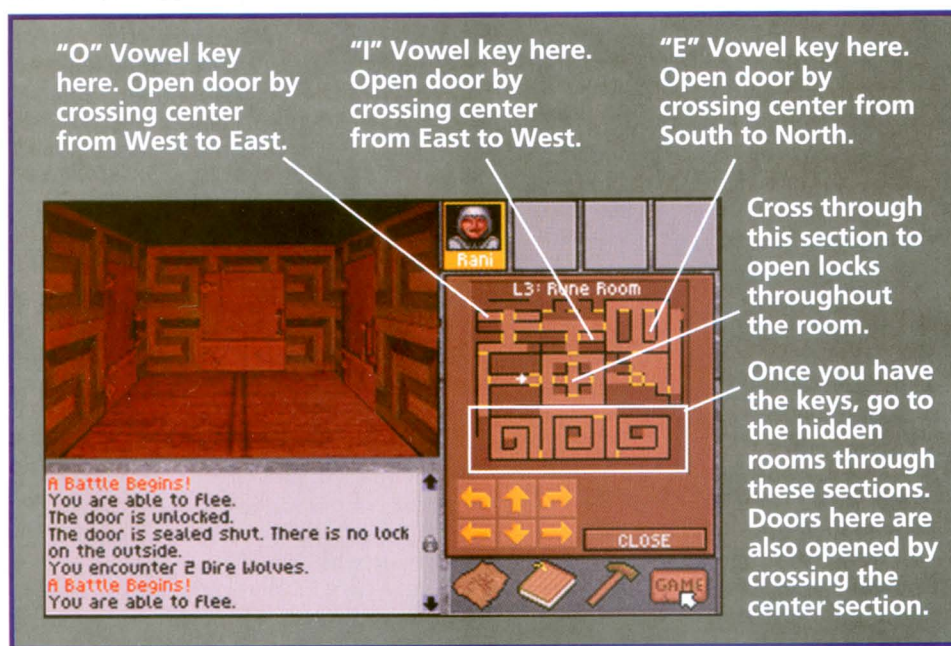 “O” Vowel key
here. Open door by
crossing center
from West to East.
“I” Vowel key here.
Open door by
crossing center
from East to West.
“E” Vowel key here.
Open door by
crossing center from
South to North.
Cross through
this section to
open locks
throughout
the room.
Once you have
the keys, go to
the hidden
rooms through
these sections.
Doors here are
also opened by
crossing the
center section.
Rani
L3: Rune Room
CLOSE
GAME
A Battle Begins!
You are able to flee.
The door is unlocked.
The door is sealed shut. There is no lock
on the outside.
You encounter 2 Dire Wolves.
A Battle Begins!
You are able to flee.